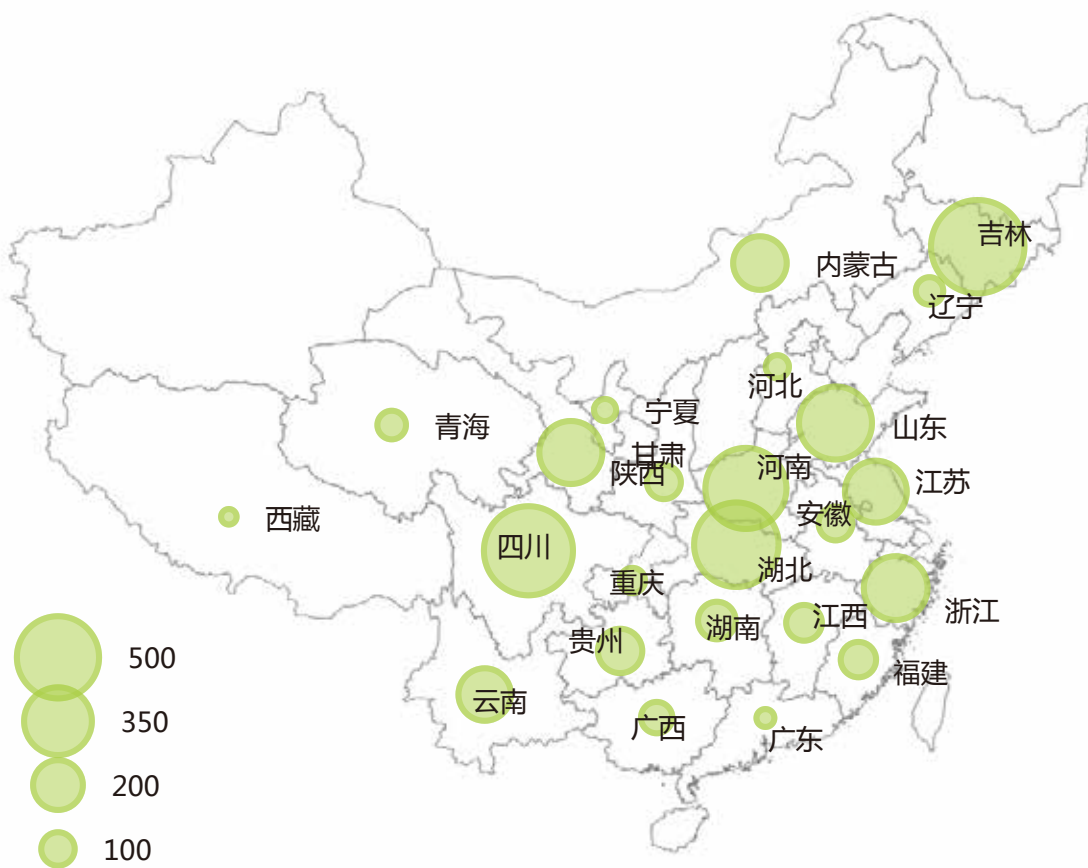 吉林
内蒙古
辽宁
河北
宁夏
青海
山东
甘肃
陕西
河南
江苏
安徽
西藏
四川
湖北
重庆
浙江
江西
湖南
贵州
福建
云南
广西
广东
500
350
200
100